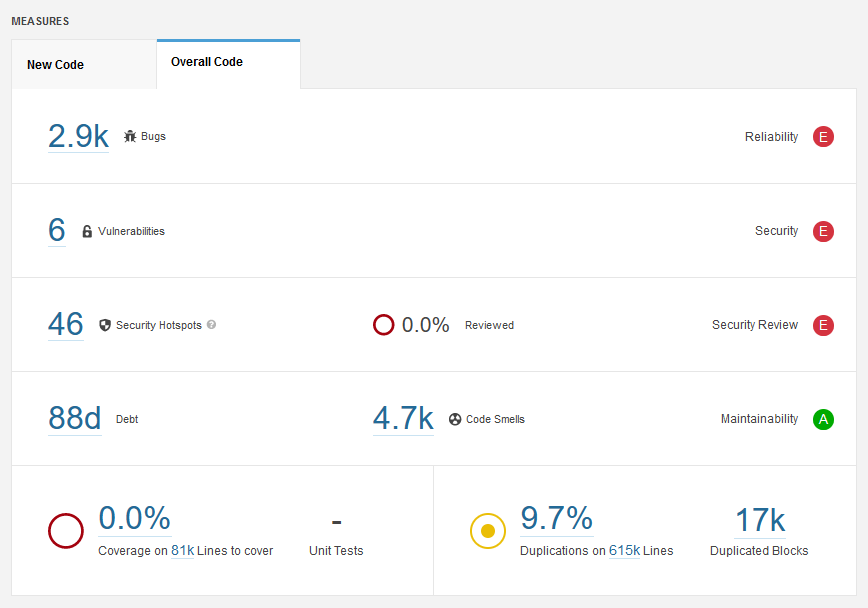 MEASURES
New Code
Overall Code
2.9k Bugs Reliability E
6 Vulnerabilities Security E
46 Security Hotspots ? 0.0% Reviewed Security Review E
88d Debt 4.7k Code Smells Maintainability A
0.0% - 9.7% 17k
Coverage on 81k Lines to cover Unit Tests Duplications on 615k Lines Duplicated Blocks